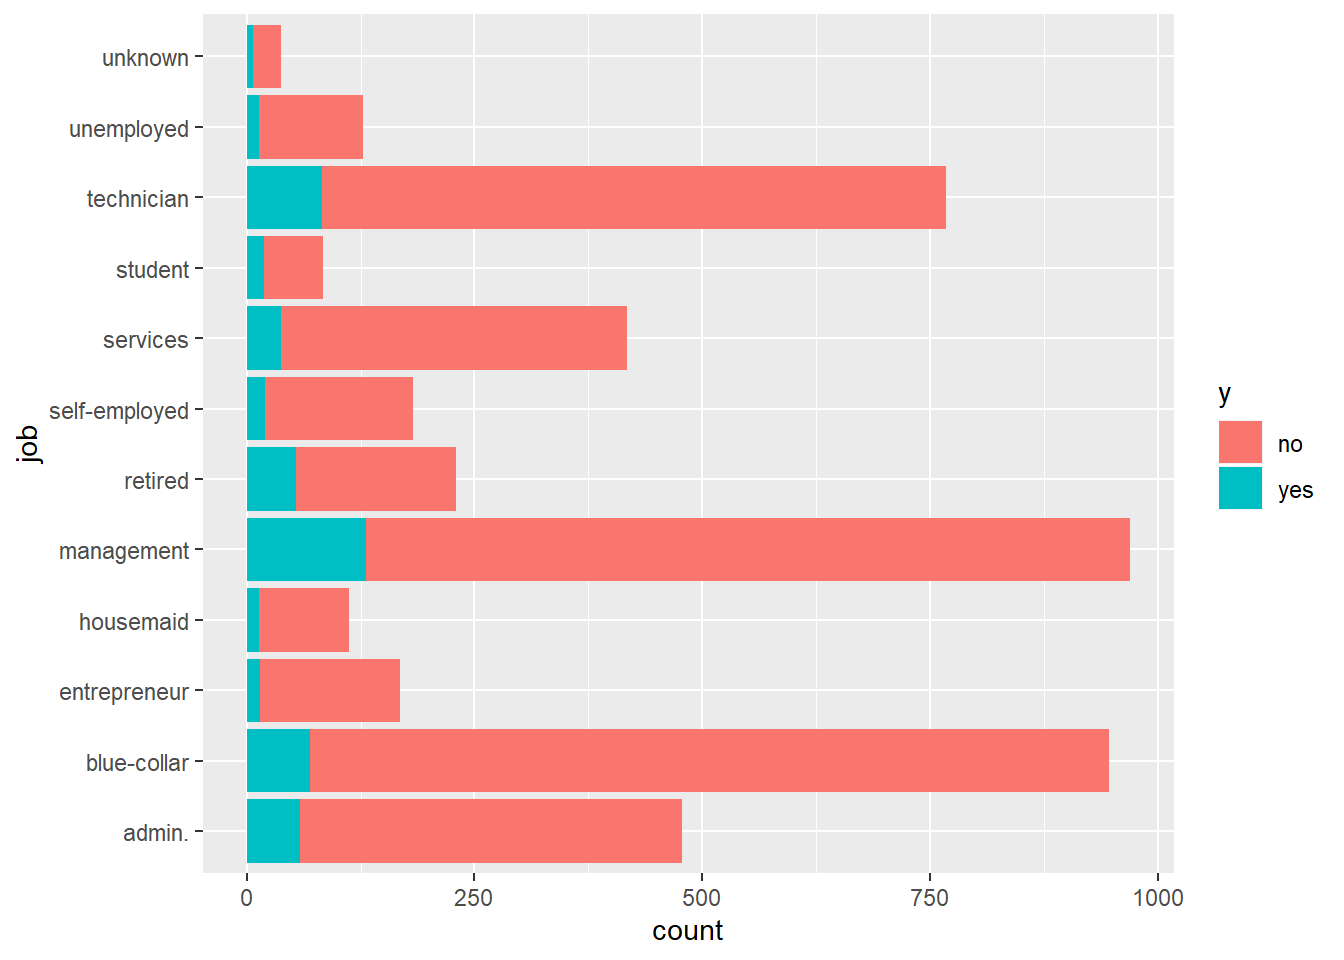 unknown
unemployed
technician
student
services
self-employed
retired
management
housemaid
entrepreneur
blue-collar
admin.
job
0 250 500 750 1000
count
y
no
yes